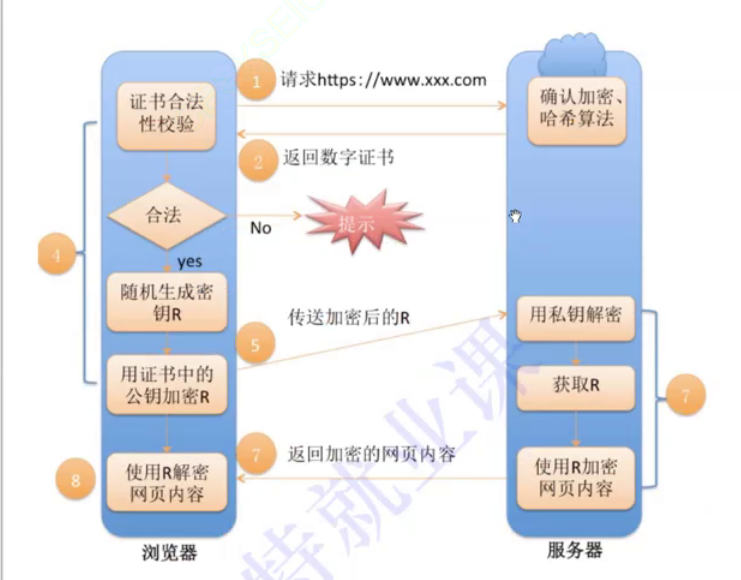 1
请求https://www.xxx.com
证书合法
性校验
确认加密、
哈希算法
2
返回数字证书
合法
No
提示
4
yes
随机生成密
钥R
传送加密后的R
用私钥解密
5
用证书中的
公钥加密R
获取R
7
7
返回加密的网页内容
8
使用R解密
网页内容
使用R加密
网页内容
浏览器
服务器
特就业课